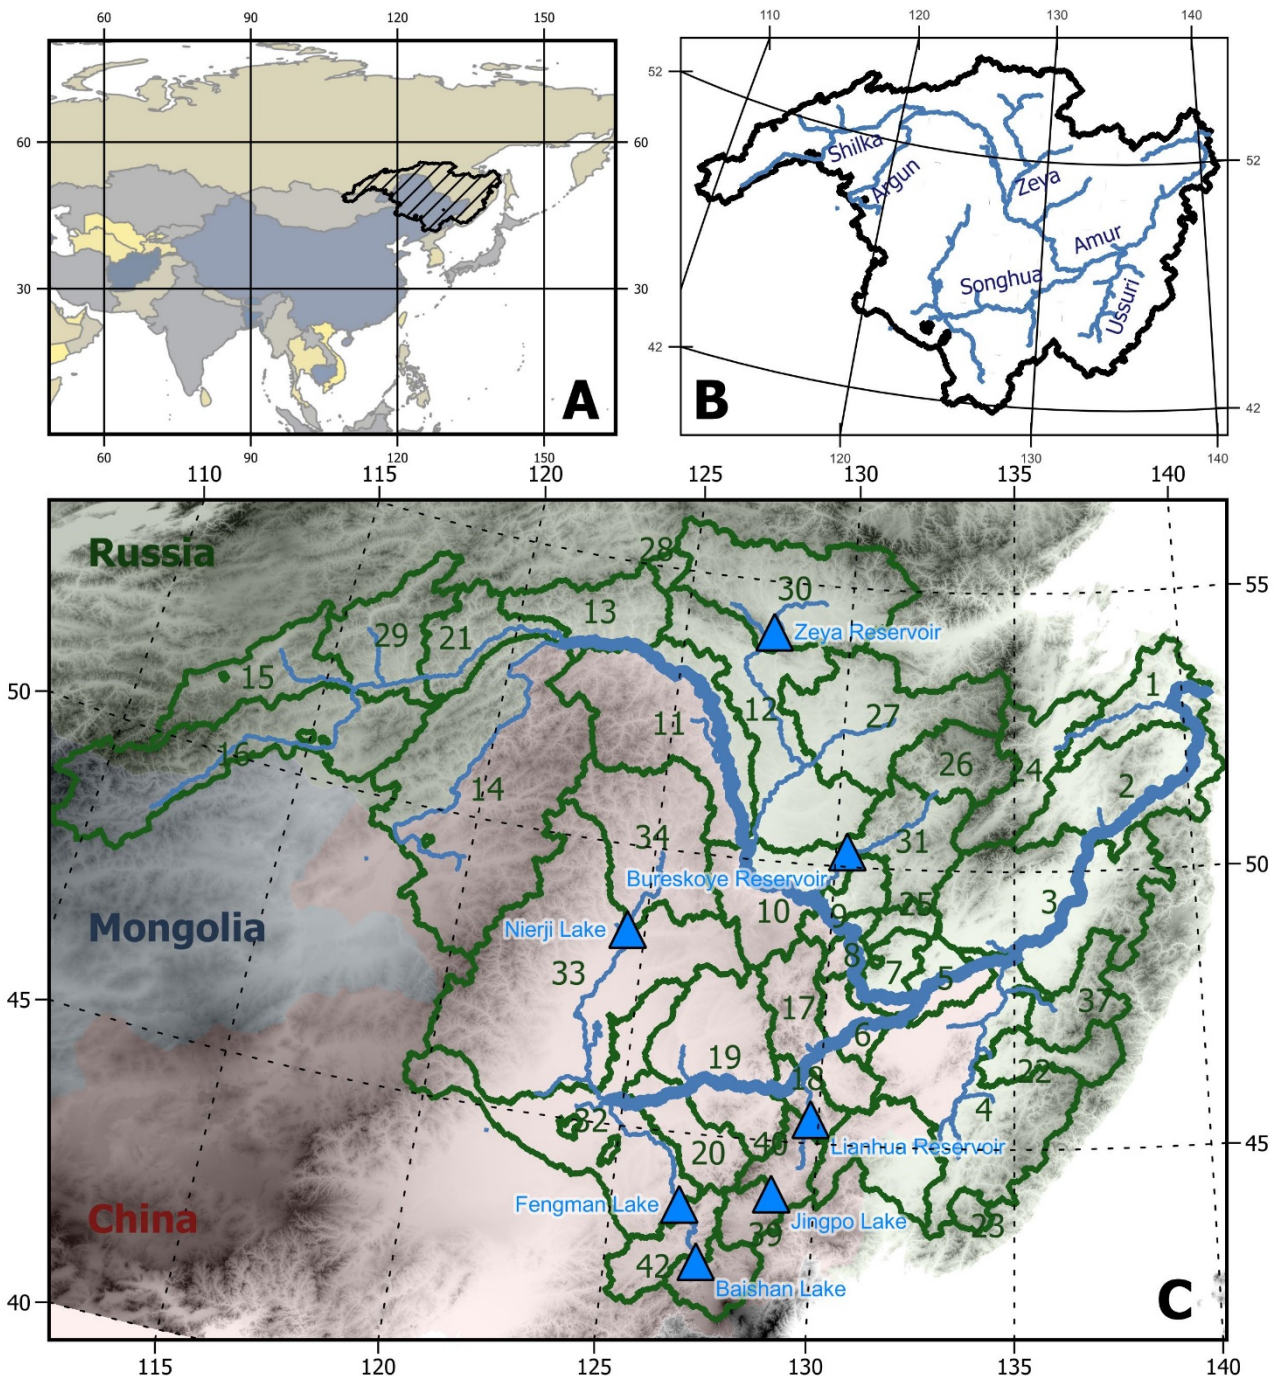 60 90 120 150
60 60
30 30
A
60 90 120 150
110 120 130 140
52
52
Shilka
Argun
Zeya
Amur
Songhua
Ussuri
42
42
B
120 130 140
110 115 120 125 130 135 140
Russia
28
30
55
13
29 21
Zeya Reservoir
15
1
50
11 12 27
16
26 24
2
14
34
31
50
Bureskoye Reservoir
10 9 25 3
Nierji Lake
8
33
7 5
45
17
37
6
Mongolia
19
18
22
4
32
Lianhua Reservoir
45
20 40
Fengman Lake
Jingpo Lake
23
39
China
42
Baishan Lake
C
40
115 120 125 130 135 140